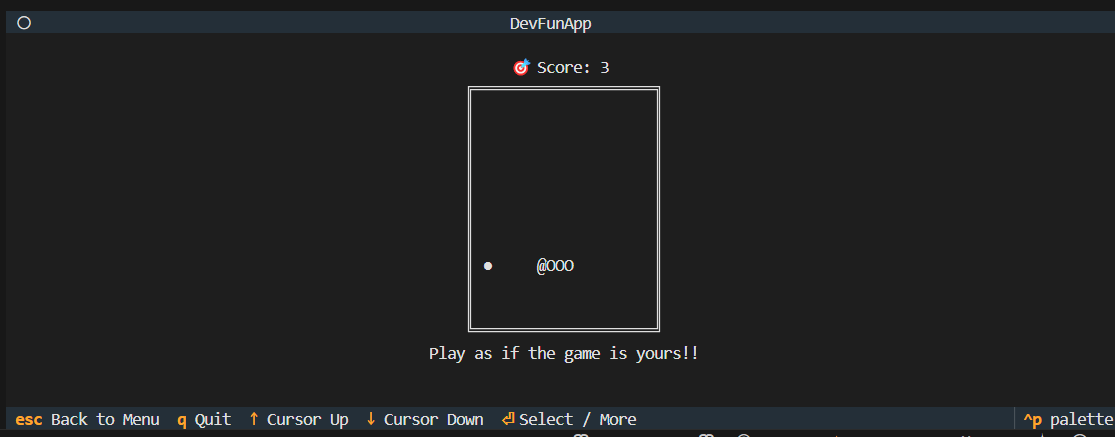 DevFunApp
🎯 Score: 3
● @OOO
Play as if the game is yours!!
esc Back to Menu q Quit ↑ Cursor Up ↓ Cursor Down ⏎ Select / More ^p palette